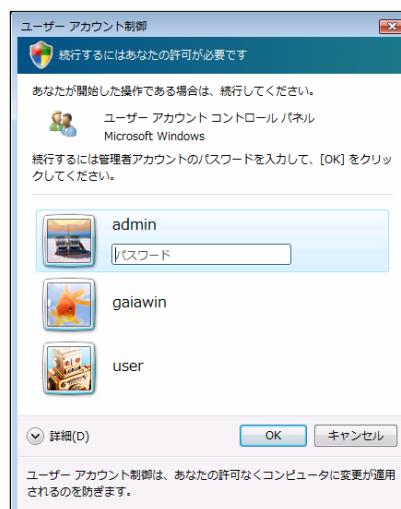 ユーザー アカウント制御
続行するにはあなたの許可が必要です
あなたが開始した操作である場合は、続行してください。
ユーザー アカウント コントロール パネル
Microsoft Windows
続行するには管理者アカウントのパスワードを入力して、[OK] をクリッ
クしてください。
admin
パスワード
gaiawin
user
詳細(D)
OK
キャンセル
ユーザー アカウント制御は、あなたの許可なくコンピュータに変更が適用
されるのを防ぎます。